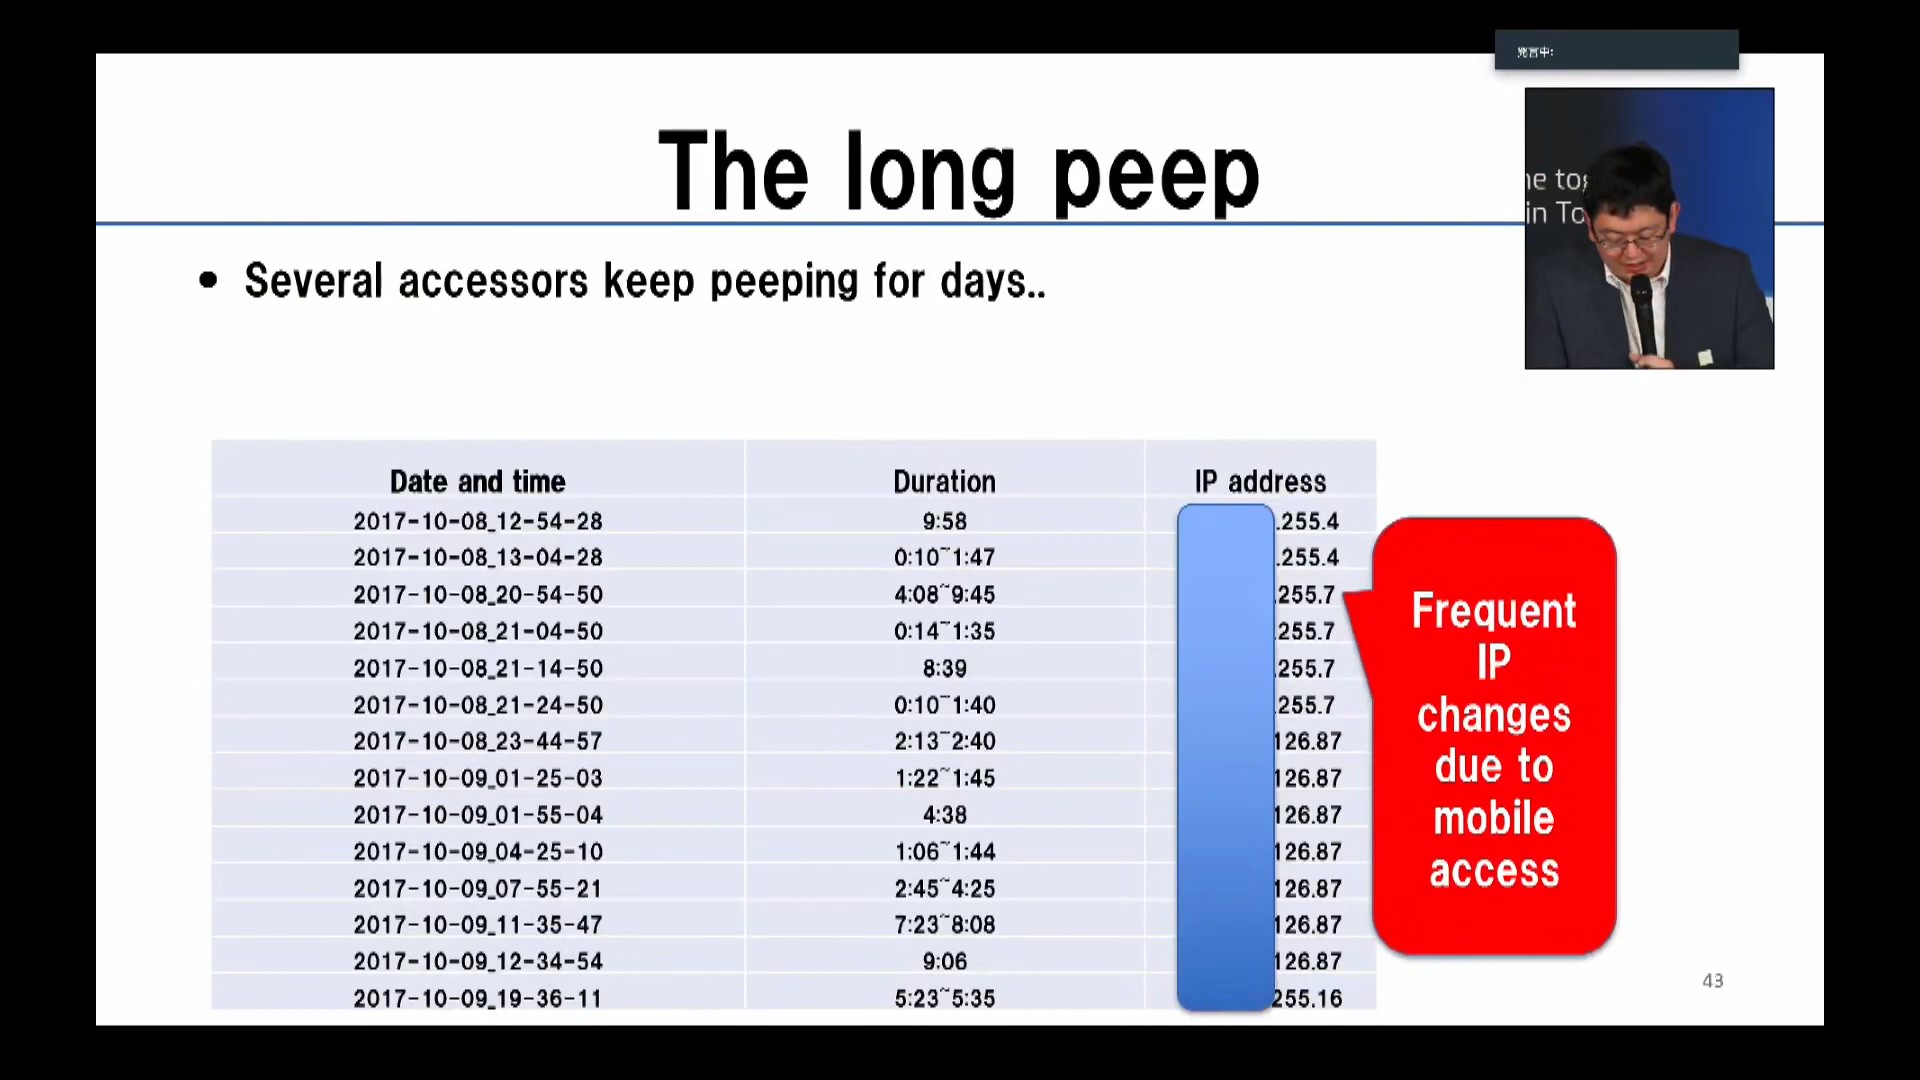 発言中:
The long peep
ne tog
in To
• Several accessors keep peeping for days..
Date and time Duration IP address
2017-10-08_12-54-28 9:58 .255.4
2017-10-08_13-04-28 0:10~1:47 .255.4
2017-10-08_20-54-50 4:08~9:45 .255.7
2017-10-08_21-04-50 0:14~1:35 .255.7
2017-10-08_21-14-50 8:39 .255.7
2017-10-08_21-24-50 0:10~1:40 .255.7
2017-10-08_23-44-57 2:13~2:40 126.87
2017-10-09_01-25-03 1:22~1:45 126.87
2017-10-09_01-55-04 4:38 126.87
2017-10-09_04-25-10 1:06~1:44 126.87
2017-10-09_07-55-21 2:45~4:25 126.87
2017-10-09_11-35-47 7:23~8:08 126.87
2017-10-09_12-34-54 9:06 126.87
2017-10-09_19-36-11 5:23~5:35 255.16
Frequent
IP
changes
due to
mobile
access
43